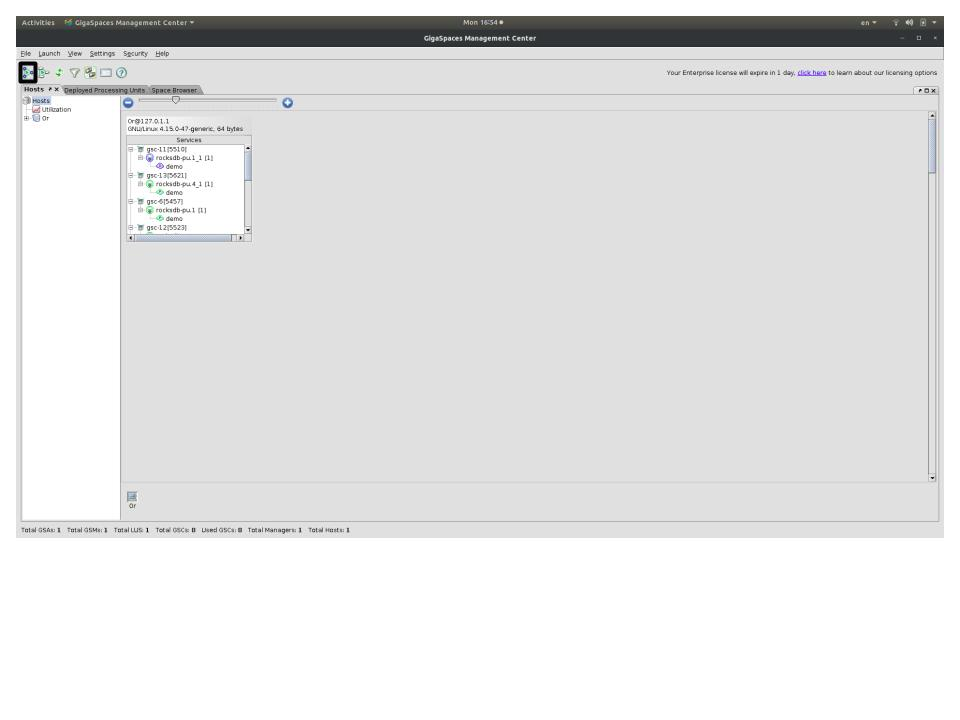 Activities GigaSpaces Management Center Mon 16:54 en
GigaSpaces Management Center
File Launch View Settings Security Help
Your Enterprise license will expire in 1 day, click here to learn about our licensing options
Hosts Deployed Processing Units Space Browser
Hosts
Utilization
Or
Or@127.0.1.1
GNU/Linux 4.15.0-47-generic, 64 bytes
Services
gsc-11[5510]
rocksdb-pu.1_1 [1]
demo
gsc-13[5621]
rocksdb-pu.4_1 [1]
demo
gsc-6[5457]
rocksdb-pu.1 [1]
demo
gsc-12[5523]
Or
Total GSAs: 1 Total GSMs: 1 Total LUS: 1 Total GSCs: 8 Used GSCs: 8 Total Managers: 1 Total Hosts: 1